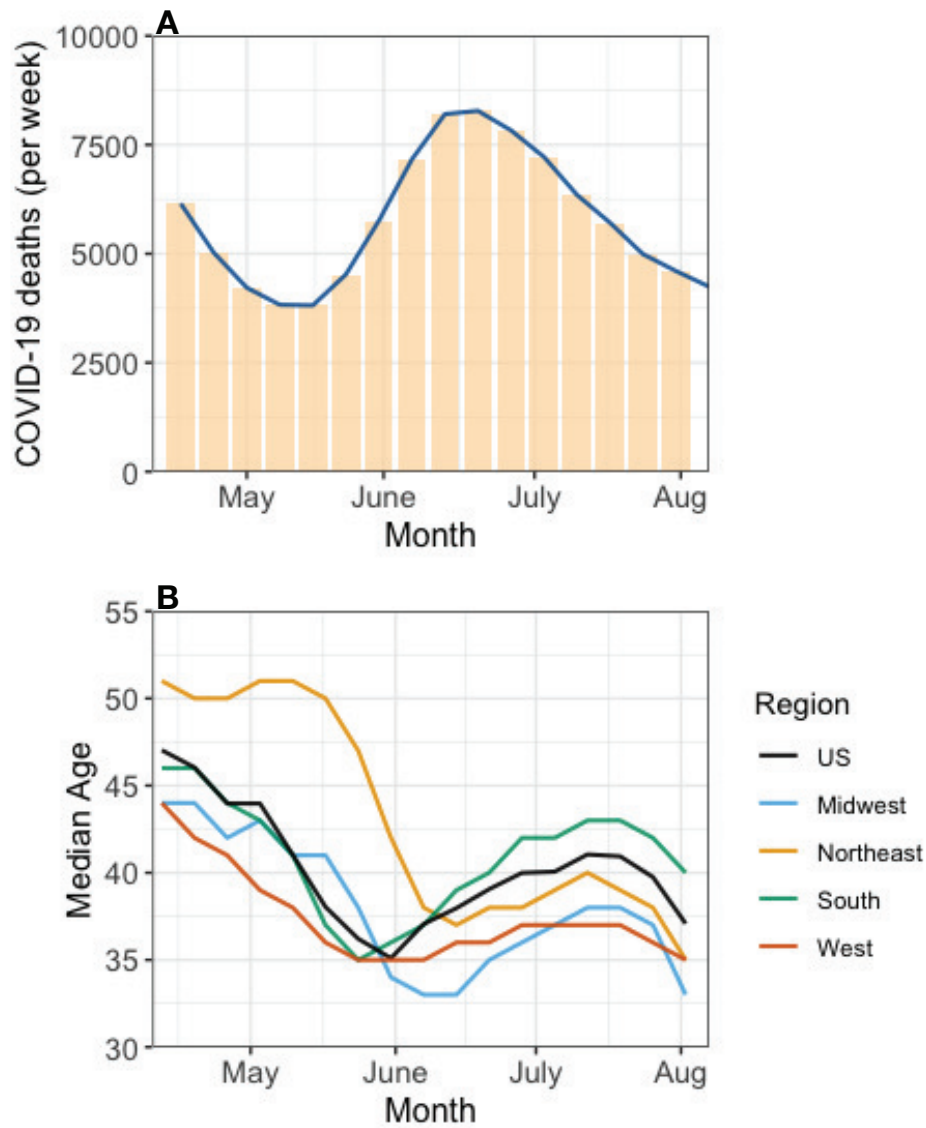 A
COVID-19 deaths (per week)
10000
7500
5000
2500
0
May June July Aug
Month
B
Median Age
55
50
45
40
35
30
May June July Aug
Month
Region
US
Midwest
Northeast
South
West